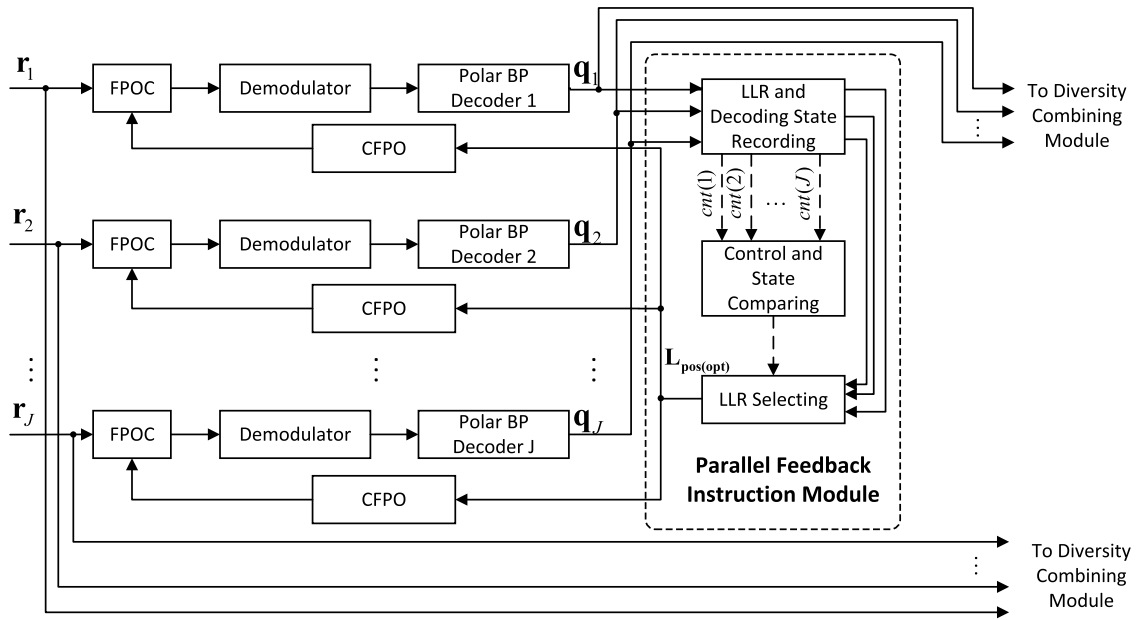 r1
FPOC
Demodulator
Polar BP
Decoder 1
q1
CFPO
LLR and
Decoding State
Recording
To Diversity
Combining
Module
⋮
cnt(1)
cnt(2)
…
cnt(J)
r2
FPOC
Demodulator
Polar BP
Decoder 2
q2
CFPO
Control and
State
Comparing
⋮
⋮
⋮
Lpos(opt)
LLR Selecting
rJ
FPOC
Demodulator
Polar BP
Decoder J
qJ
CFPO
Parallel Feedback
Instruction Module
To Diversity
Combining
Module
⋮